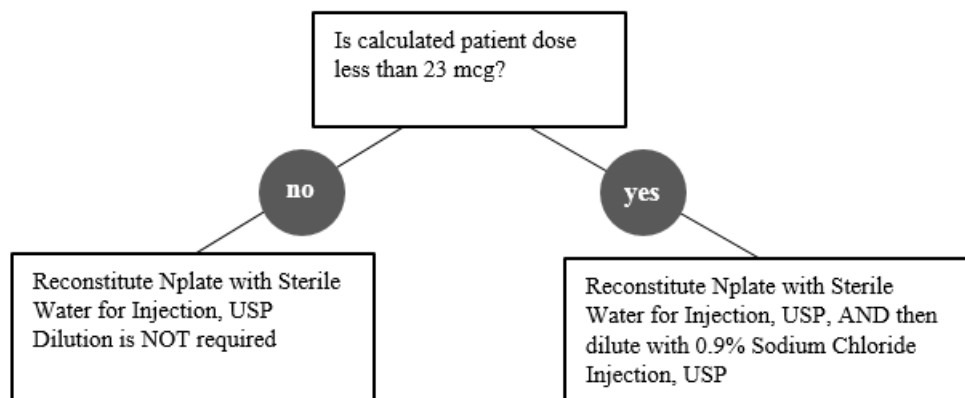 Is calculated patient dose
less than 23 mcg?
no
yes
Reconstitute Nplate with Sterile
Water for Injection, USP
Dilution is NOT required
Reconstitute Nplate with Sterile
Water for Injection, USP, AND then
dilute with 0.9% Sodium Chloride
Injection, USP